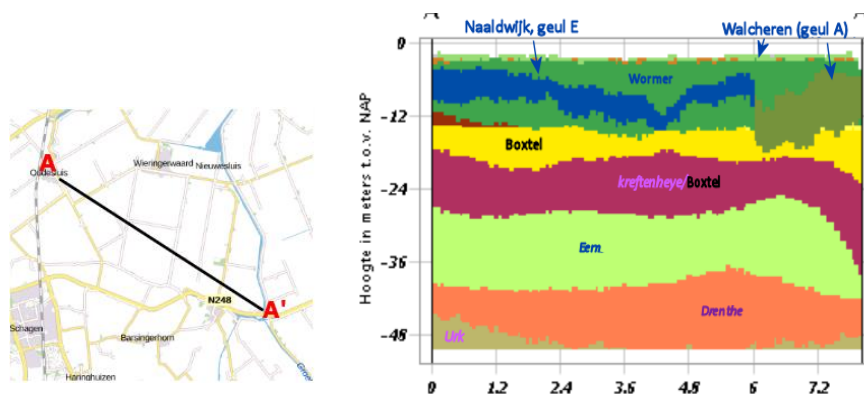 A
Oudesluis
Wieringerwaard
Nieuwesluis
N248
A'
Schagen
Barsingerhorn
Haringhuizen
Naaldwijk, geul E
Walcheren (geul A)
Hoogte in meters t.o.v. NAP
0
-12
-24
-36
-48
Wormer
Boxtel
kreftenheye/Boxtel
Eem
Drenthe
Urk
0 1.2 2.4 3.6 4.8 6 7.2